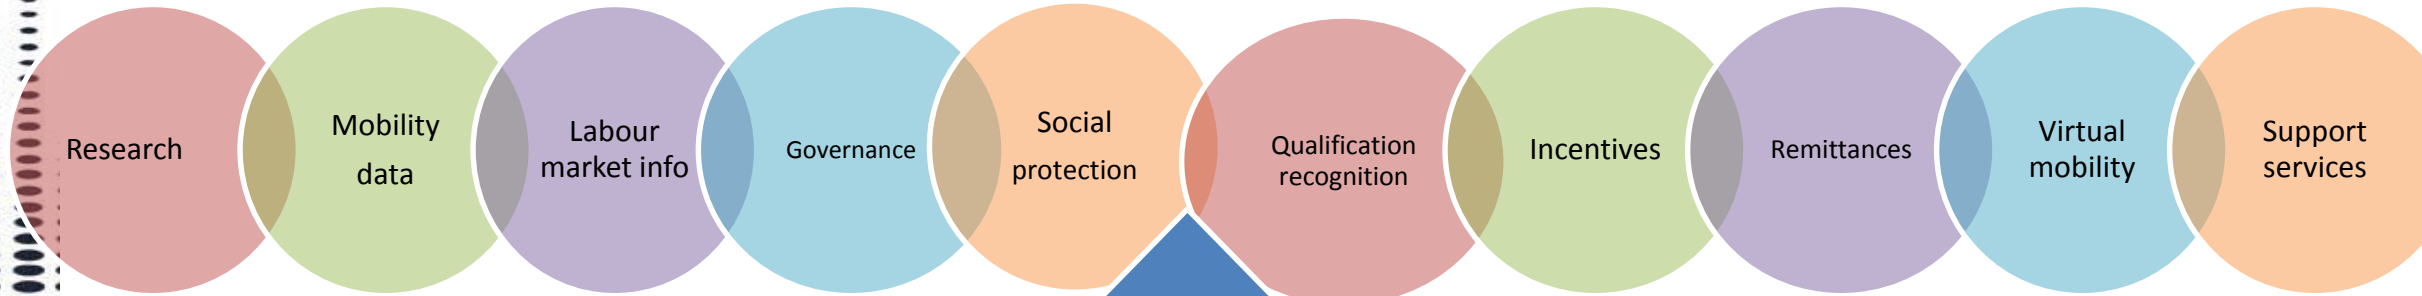 Research
Mobility
data
Labour
market info
Governance
Social
protection
Qualification
recognition
Incentives
Remittances
Virtual
mobility
Support
services